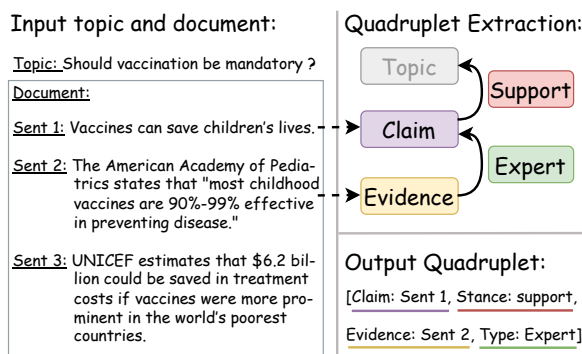 Input topic and document:
Topic: Should vaccination be mandatory ?
Document:
Sent 1: Vaccines can save children's lives.
Sent 2: The American Academy of Pedia-
trics states that "most childhood
vaccines are 90%-99% effective
in preventing disease."
Sent 3: UNICEF estimates that $6.2 bil-
lion could be saved in treatment
costs if vaccines were more pro-
minent in the world's poorest
countries.
Quadruplet Extraction:
Topic
Support
Claim
Expert
Evidence
Output Quadruplet:
[Claim: Sent 1, Stance: support,
Evidence: Sent 2, Type: Expert]